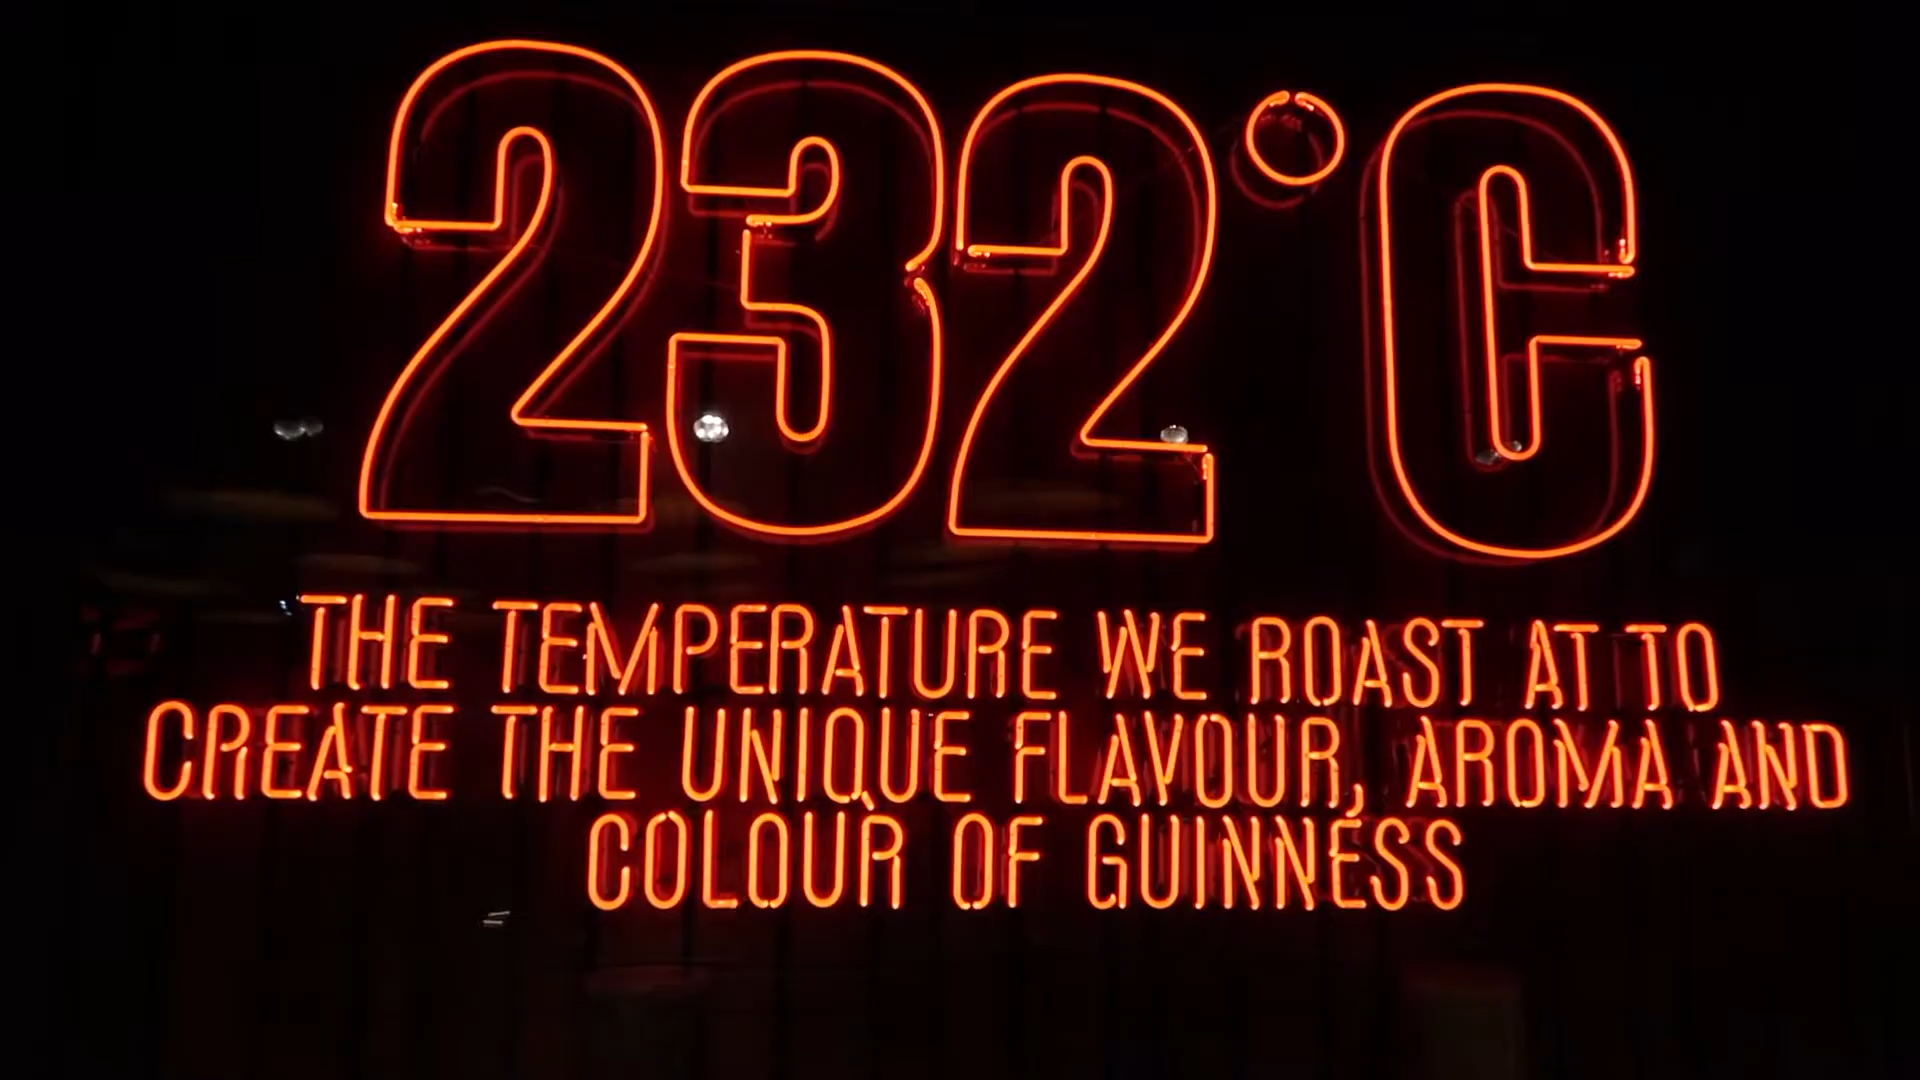 232°C
THE TEMPERATURE WE ROAST AT TO
CREATE THE UNIQUE FLAVOUR, AROMA AND
COLOUR OF GUINNESS